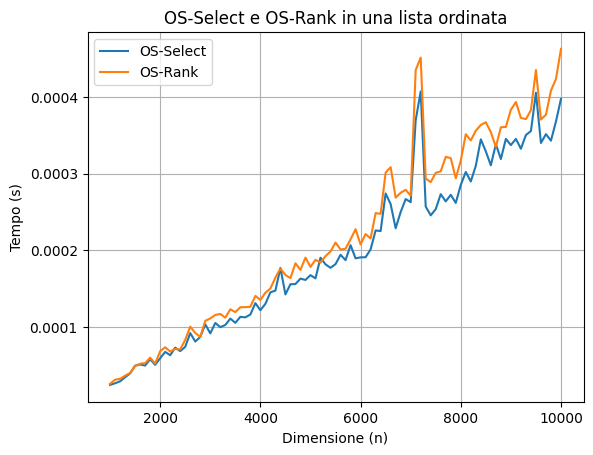 OS-Select e OS-Rank in una lista ordinata
OS-Select
OS-Rank
0.0004
0.0003
0.0002
0.0001
Tempo (s)
2000 4000 6000 8000 10000
Dimensione (n)